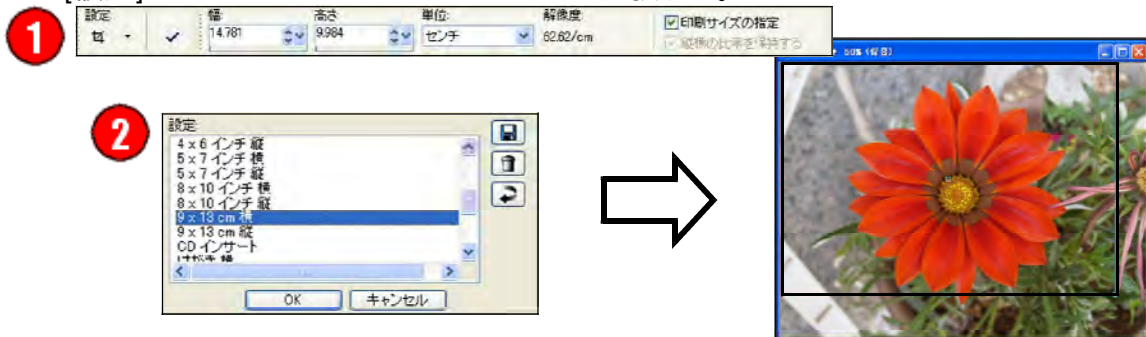 設定: 幅: 高さ 単位: 解像度:
1 14.781 9.984 センチ 62.62/cm 印刷サイズの指定
縦横の比率を保持する
50% (背景)
2
設定:
4 x 6 インチ 縦
5 x 7 インチ 横
5 x 7 インチ 縦
8 x 10 インチ 横
8 x 10 インチ 縦
9 x 13 cm 横
9 x 13 cm 縦
CD インサート
はがき 横
OK キャンセル